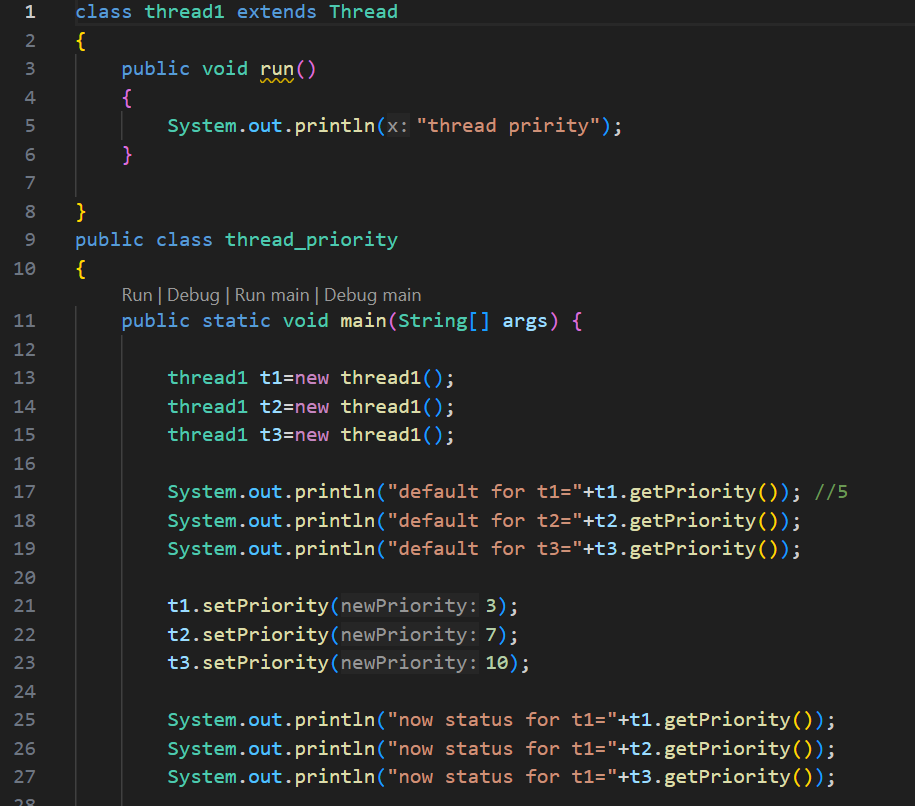 1 class thread1 extends Thread
2 {
3 public void run()
4 {
5 System.out.println(x: "thread pririty");
6 }
7
8 }
9 public class thread_priority
10 {
Run | Debug | Run main | Debug main
11 public static void main(String[] args) {
12
13 thread1 t1=new thread1();
14 thread1 t2=new thread1();
15 thread1 t3=new thread1();
16
17 System.out.println("default for t1="+t1.getPriority()); //5
18 System.out.println("default for t2="+t2.getPriority());
19 System.out.println("default for t3="+t3.getPriority());
20
21 t1.setPriority(newPriority: 3);
22 t2.setPriority(newPriority: 7);
23 t3.setPriority(newPriority: 10);
24
25 System.out.println("now status for t1="+t1.getPriority());
26 System.out.println("now status for t1="+t2.getPriority());
27 System.out.println("now status for t1="+t3.getPriority());
28